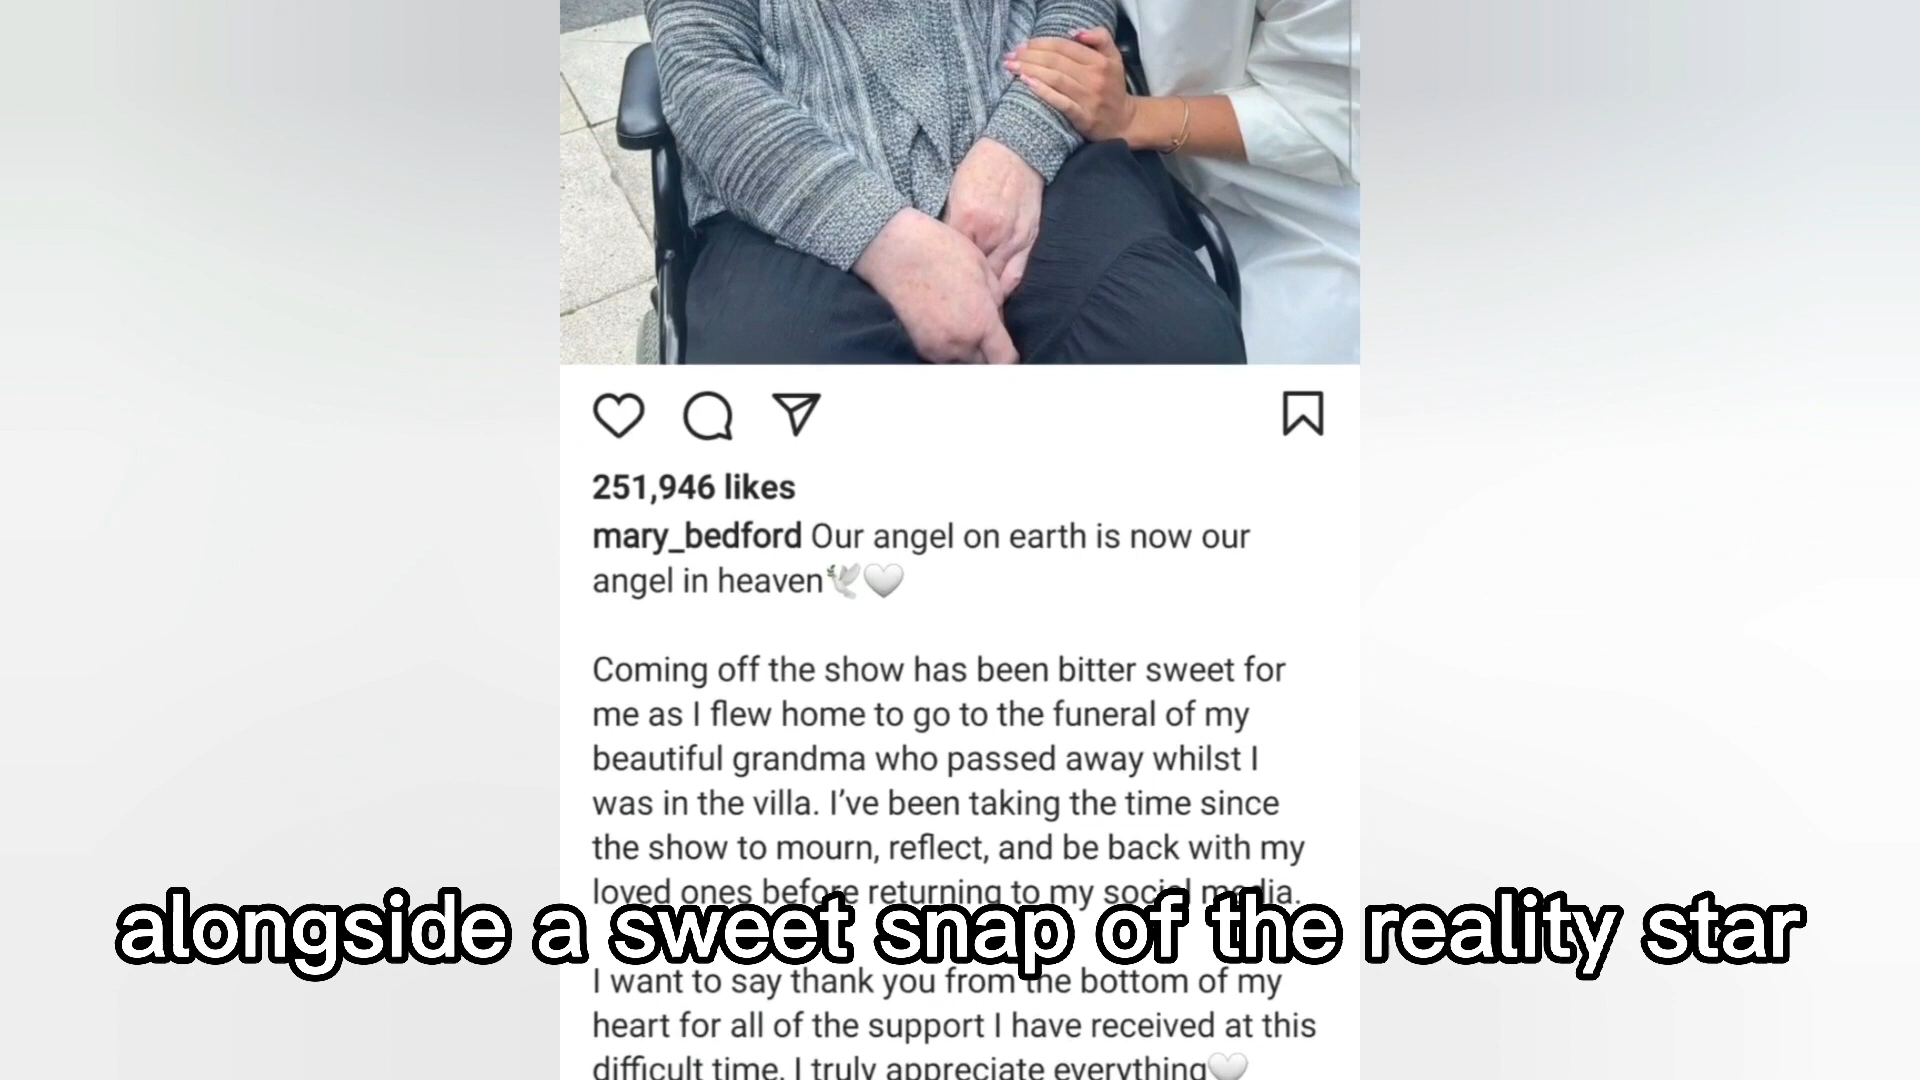 251,946 likes
mary_bedford Our angel on earth is now our
angel in heaven🕊️🤍
Coming off the show has been bitter sweet for
me as I flew home to go to the funeral of my
beautiful grandma who passed away whilst I
was in the villa. I’ve been taking the time since
the show to mourn, reflect, and be back with my
loved ones before returning to my social media.
alongside a sweet snap of the reality star
I want to say thank you from the bottom of my
heart for all of the support I have received at this
difficult time. I truly appreciate everything🤍